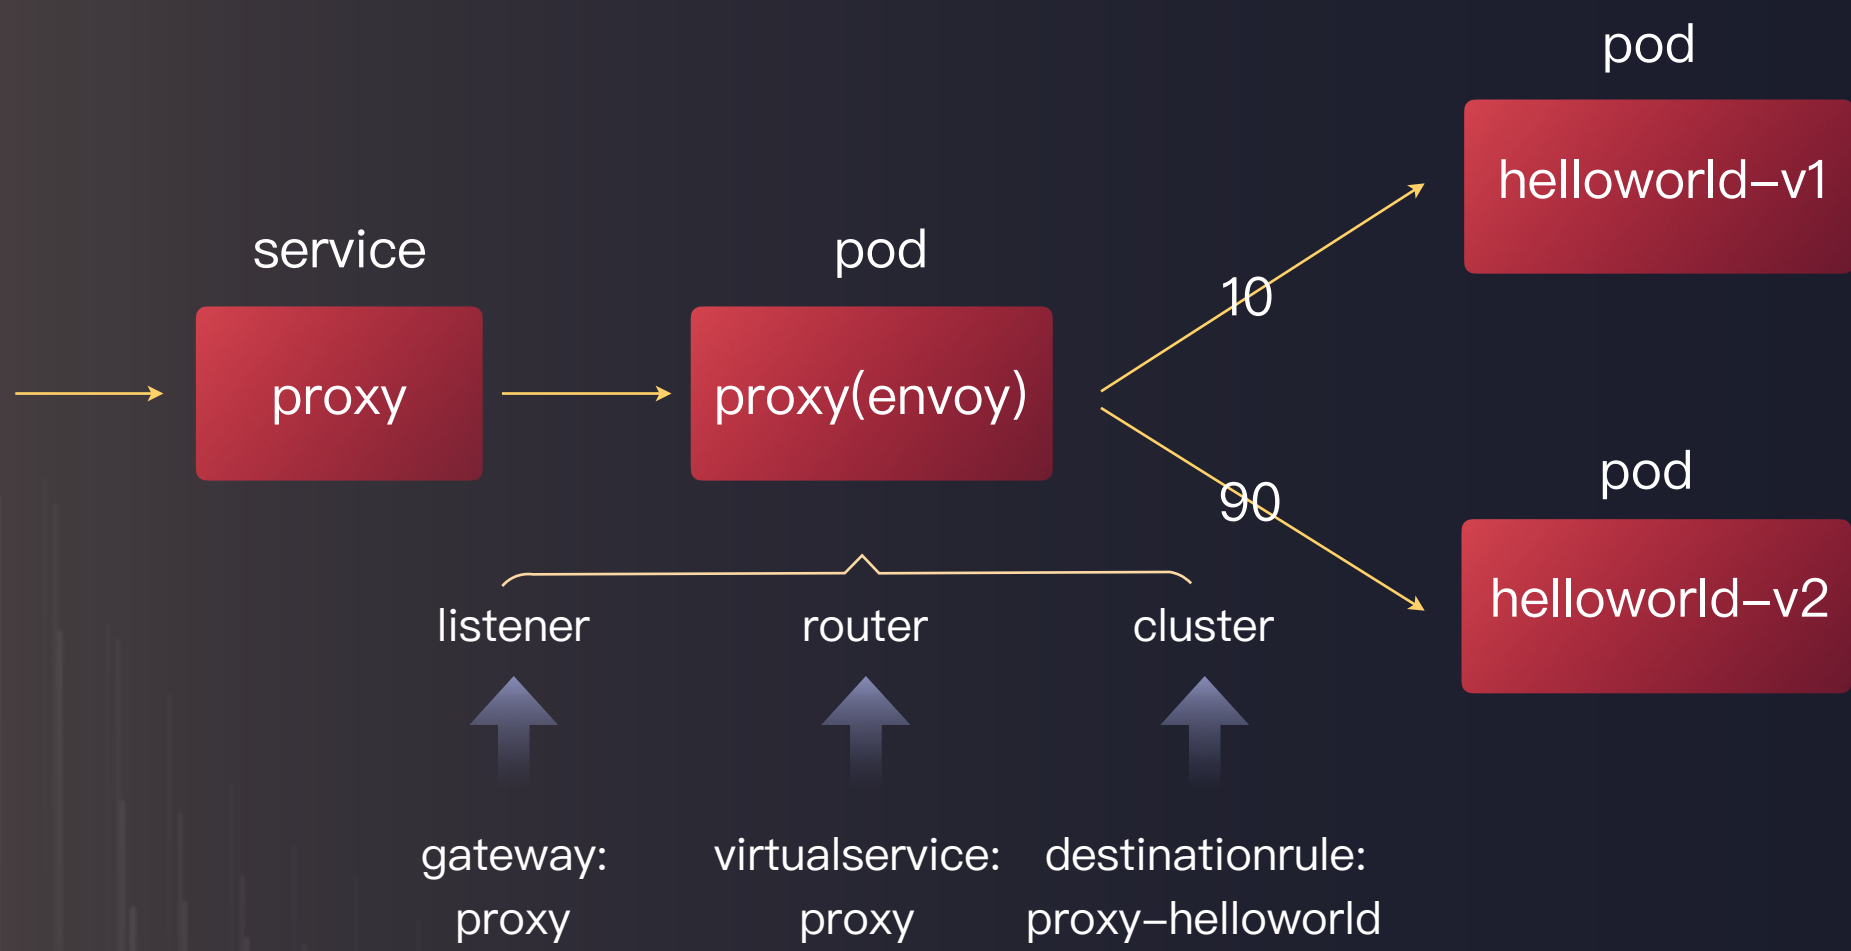 pod
helloworld–v1
service
pod
proxy
proxy(envoy)
10
90
pod
helloworld–v2
listener
router
cluster
gateway:
proxy
virtualservice:
proxy
destinationrule:
proxy–helloworld